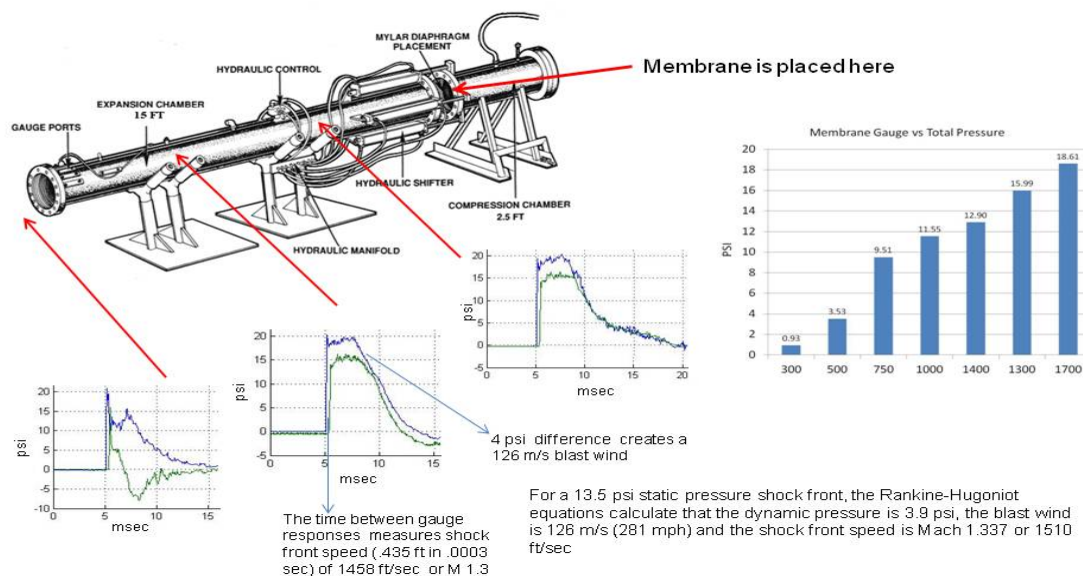 MYLAR DIAPHRAGM
PLACEMENT
Membrane is placed here
HYDRAULIC CONTROL
EXPANSION CHAMBER
15 FT
GAUGE PORTS
HYDRAULIC SHIFTER
COMPRESSION CHAMBER
2.5 FT
HYDRAULIC MANIFOLD
Membrane Gauge vs Total Pressure
PSI
20
18
16
14
12
10
8
6
4
2
0
0.93
3.53
9.51
11.55
12.90
15.99
18.61
300
500
750
1000
1400
1300
1700
psi
20
15
10
5
0
-5
0
5
10
15
20
msec
psi
20
15
10
5
0
-5
0
5
10
15
msec
psi
20
15
10
5
0
-5
-10
0
5
10
15
msec
4 psi difference creates a
126 m/s blast wind
The time between gauge
responses measures shock
front speed (.435 ft in .0003
sec) of 1458 ft/sec or M 1.3
For a 13.5 psi static pressure shock front, the Rankine-Hugoniot
equations calculate that the dynamic pressure is 3.9 psi, the blast wind
is 126 m/s (281 mph) and the shock front speed is Mach 1.337 or 1510
ft/sec